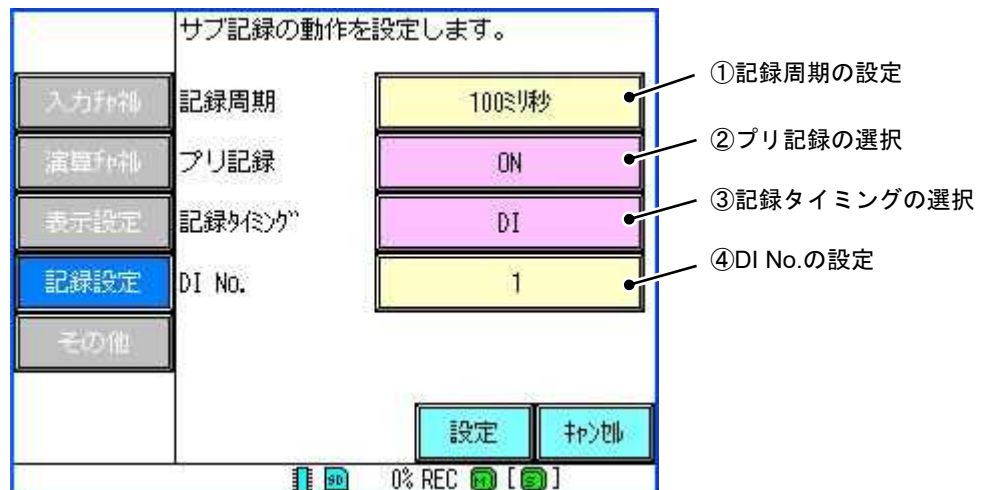 サブ記録の動作を設定します。
入力ﾁｬﾈﾙ
記録周期
100ﾐﾘ秒
①記録周期の設定
演算ﾁｬﾈﾙ
プリ記録
ON
②プリ記録の選択
表示設定
記録ﾀｲﾐﾝｸﾞ
DI
③記録タイミングの選択
記録設定
DI No.
1
④DI No.の設定
その他
設定
ｷｬﾝｾﾙ
SD
0% REC M [S]